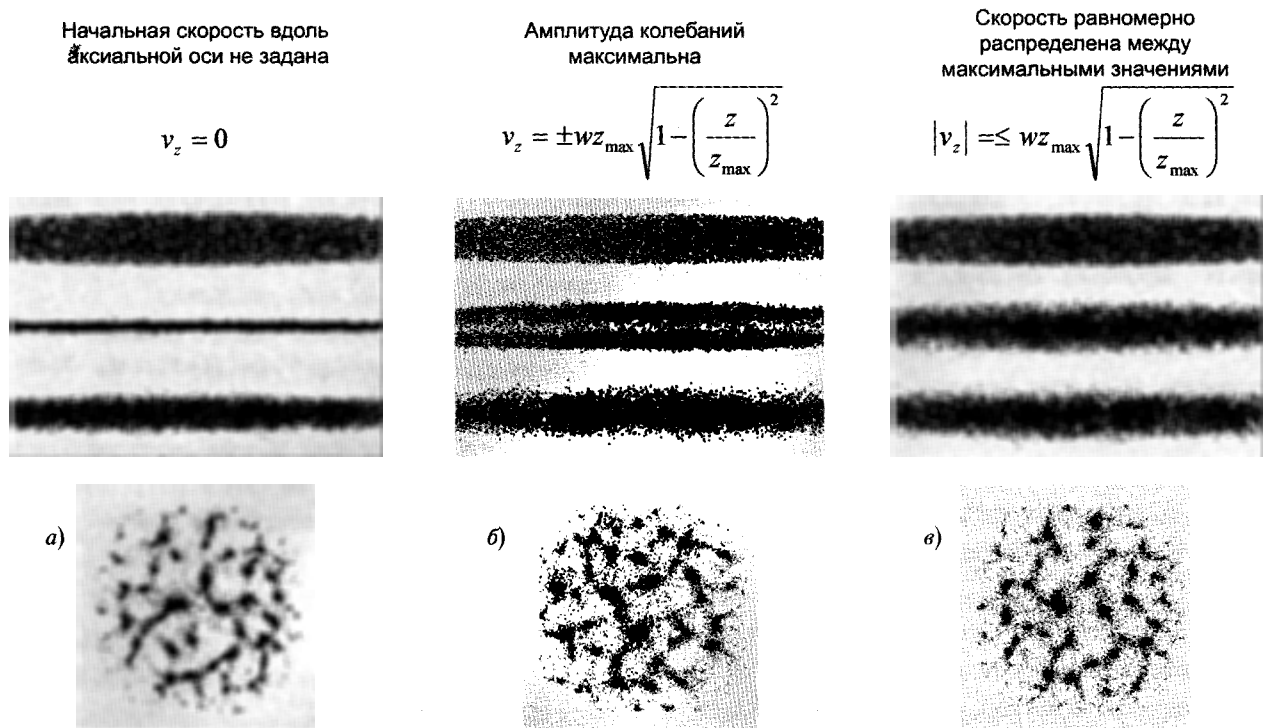 Начальная скорость вдоль
аксиальной оси не задана
v_z = 0
Амплитуда колебаний
максимальна
v_z = ±wz_max √(1−(z/z_max)²)
Скорость равномерно
распределена между
максимальными значениями
|v_z| =≤ wz_max √(1−(z/z_max)²)
а)
б)
в)